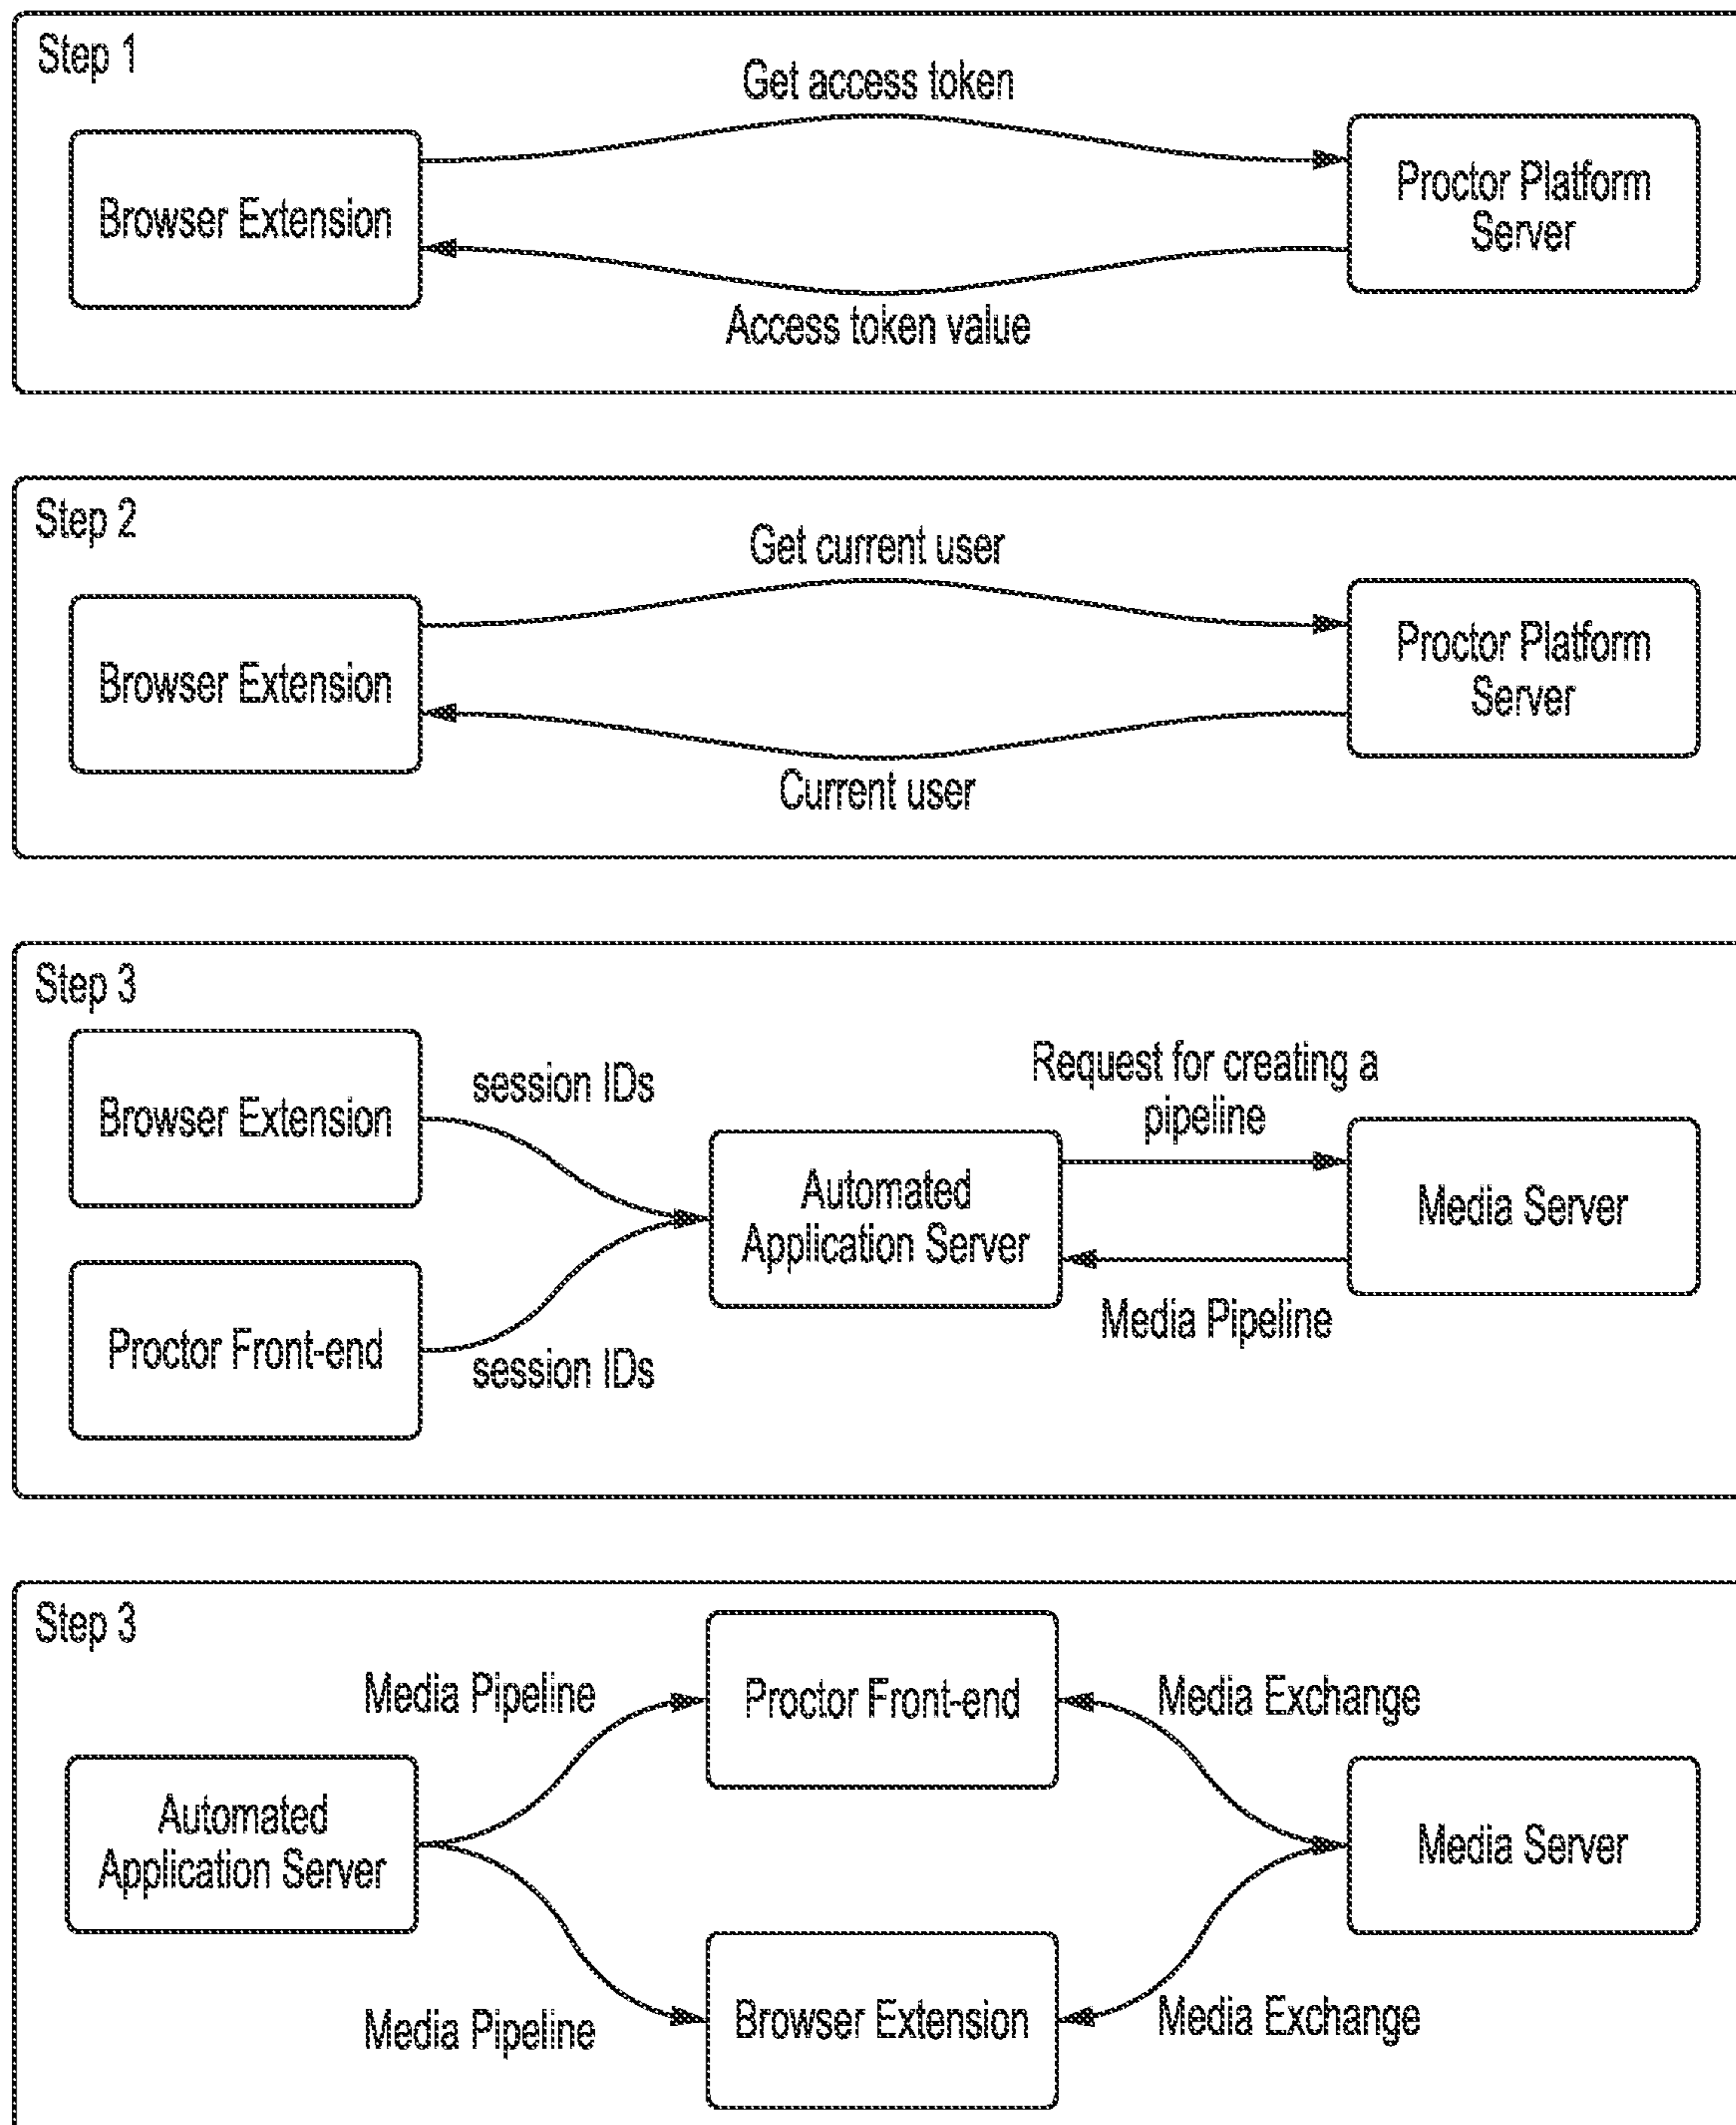 Step 1
Get access token
Browser Extension
Proctor Platform
Server
Access token value
Step 2
Get current user
Browser Extension
Proctor Platform
Server
Current user
Step 3
Browser Extension
session IDs
Request for creating a
pipeline
Automated
Application Server
Media Server
Proctor Front-end
session IDs
Media Pipeline
Step 3
Media Pipeline
Proctor Front-end
Media Exchange
Automated
Application Server
Media Server
Media Pipeline
Browser Extension
Media Exchange